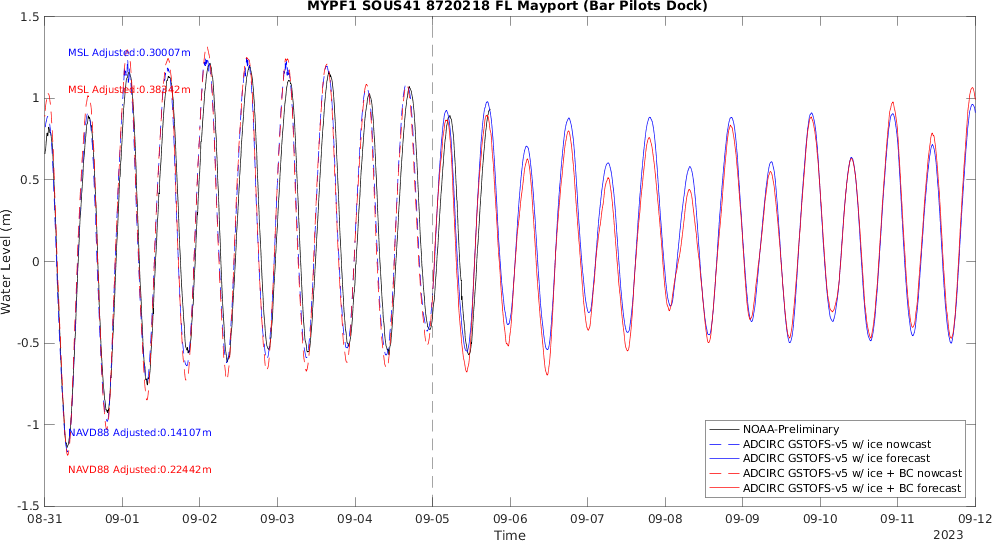 MYPF1 SOUS41 8720218 FL Mayport (Bar Pilots Dock)
1.5
1
0.5
0
-0.5
-1
-1.5
Water Level (m)
MSL Adjusted:0.30007m
MSL Adjusted:0.38342m
NAVD88 Adjusted:0.14107m
NAVD88 Adjusted:0.22442m
NOAA-Preliminary
ADCIRC GSTOFS-v5 w/ ice nowcast
ADCIRC GSTOFS-v5 w/ ice forecast
ADCIRC GSTOFS-v5 w/ ice + BC nowcast
ADCIRC GSTOFS-v5 w/ ice + BC forecast
08-31 09-01 09-02 09-03 09-04 09-05 09-06 09-07 09-08 09-09 09-10 09-11 09-12
Time
2023